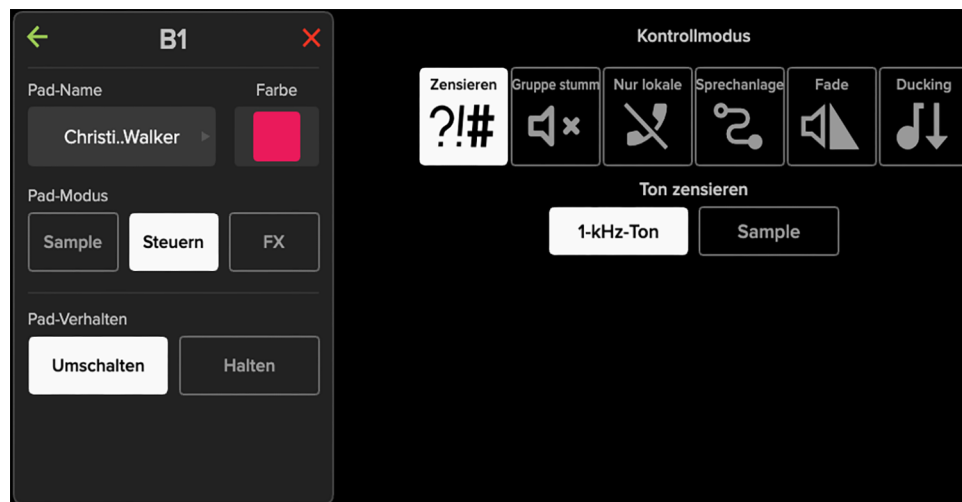 B1
Pad-Name
Farbe
Christi..Walker
Pad-Modus
Sample
Steuern
FX
Pad-Verhalten
Umschalten
Halten
Kontrollmodus
Zensieren
?!#
Gruppe stumm
Nur lokale
Sprechanlage
Fade
Ducking
Ton zensieren
1-kHz-Ton
Sample